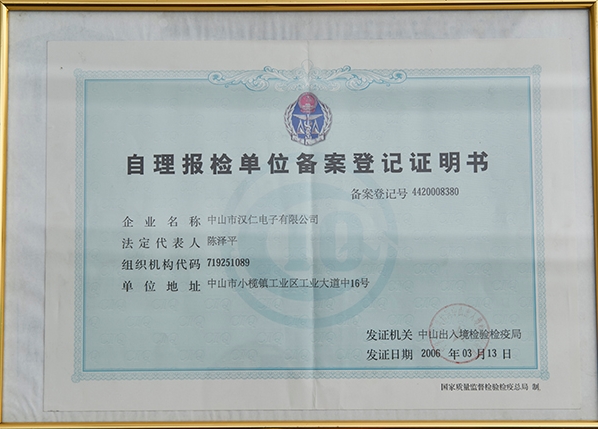 自理报检单位备案登记证明书
备案登记号 4420008380
企业名称 中山市汉仁电子有限公司
法定代表人 陈泽平
组织机构代码 719251089
单位地址 中山市小榄镇工业区工业大道中16号
发证机关 中山出入境检验检疫局
发证日期 2006 年 03 月 13 日
国家质量监督检验检疫总局 制